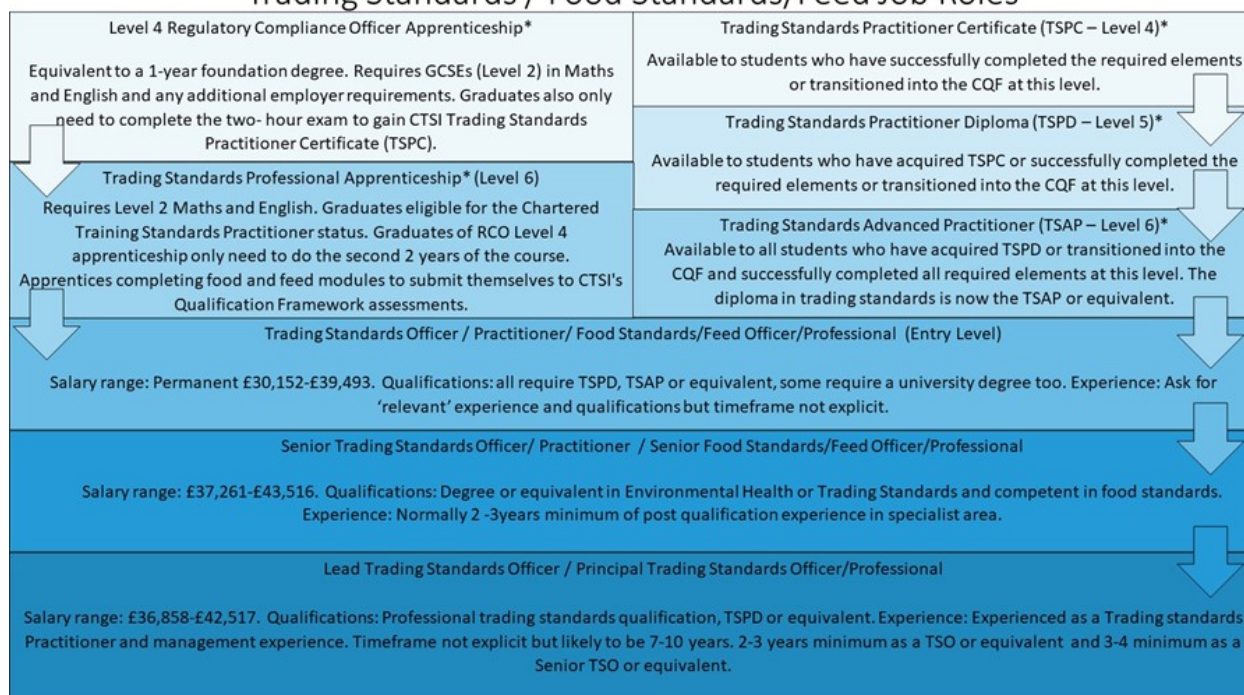 Trading Standards / Food Standards/Feed Job Roles
Level 4 Regulatory Compliance Officer Apprenticeship*
Equivalent to a 1-year foundation degree. Requires GCSEs (Level 2) in Maths
and English and any additional employer requirements. Graduates also only
need to complete the two- hour exam to gain CTSI Trading Standards
Practitioner Certificate (TSPC).
Trading Standards Professional Apprenticeship* (Level 6)
Requires Level 2 Maths and English. Graduates eligible for the Chartered
Training Standards Practitioner status. Graduates of RCO Level 4
apprenticeship only need to do the second 2 years of the course.
Apprentices completing food and feed modules to submit themselves to CTSI's
Qualification Framework assessments.
Trading Standards Practitioner Certificate (TSPC – Level 4)*
Available to students who have successfully completed the required elements
or transitioned into the CQF at this level.
Trading Standards Practitioner Diploma (TSPD – Level 5)*
Available to students who have acquired TSPC or successfully completed the
required elements or transitioned into the CQF at this level.
Trading Standards Advanced Practitioner (TSAP – Level 6)*
Available to all students who have acquired TSPD or transitioned into the
CQF and successfully completed all required elements at this level. The
diploma in trading standards is now the TSAP or equivalent.
Trading Standards Officer / Practitioner/ Food Standards/Feed Officer/Professional (Entry Level)
Salary range: Permanent £30,152-£39,493. Qualifications: all require TSPD, TSAP or equivalent, some require a university degree too. Experience: Ask for
‘relevant’ experience and qualifications but timeframe not explicit.
Senior Trading Standards Officer/ Practitioner / Senior Food Standards/Feed Officer/Professional
Salary range: £37,261-£43,516. Qualifications: Degree or equivalent in Environmental Health or Trading Standards and competent in food standards.
Experience: Normally 2 -3years minimum of post qualification experience in specialist area.
Lead Trading Standards Officer / Principal Trading Standards Officer/Professional
Salary range: £36,858-£42,517. Qualifications: Professional trading standards qualification, TSPD or equivalent. Experience: Experienced as a Trading standards
Practitioner and management experience. Timeframe not explicit but likely to be 7-10 years. 2-3 years minimum as a TSO or equivalent and 3-4 minimum as a
Senior TSO or equivalent.